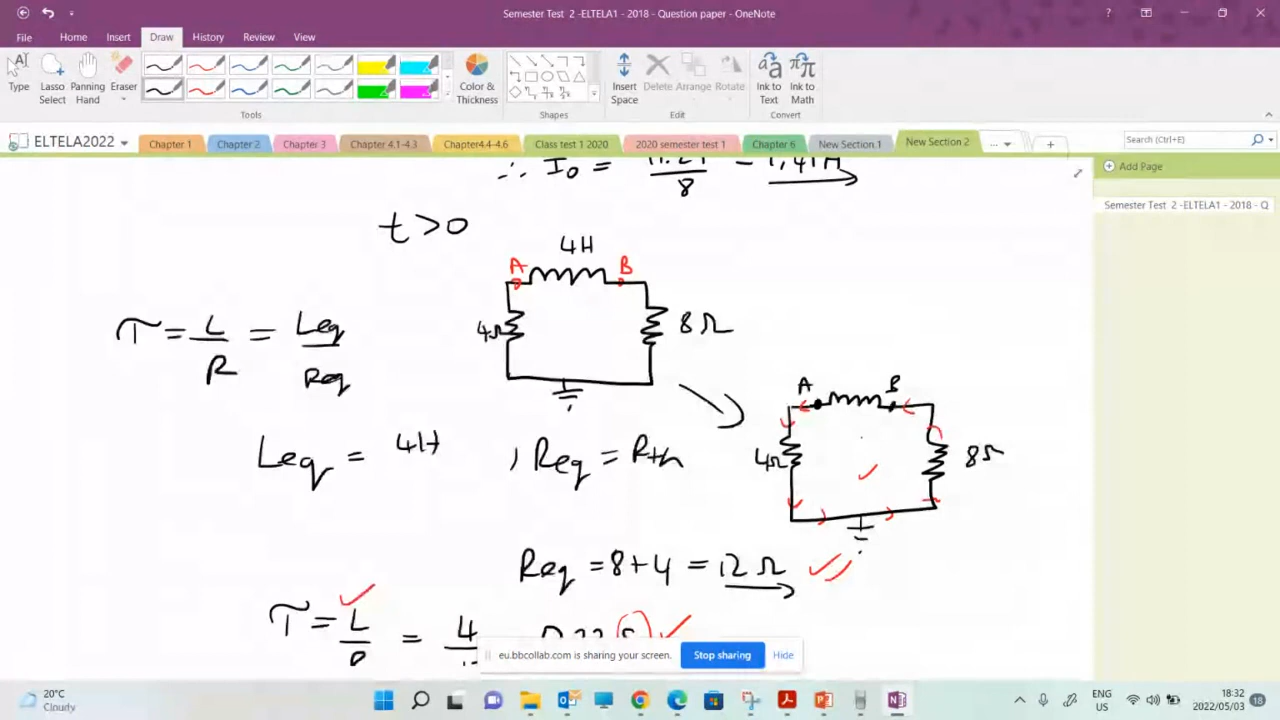 Semester Test 2 -ELTELA1 - 2018 - Question paper - OneNote
File Home Insert Draw History Review View
Type Lasso Select Panning Hand Eraser Color & Thickness Insert Space Delete Arrange Rotate Ink to Text Ink to Math
Tools Shapes Edit Convert
ELTELA2022 Chapter 1 Chapter 2 Chapter 3 Chapter 4.1-4.3 Chapter4.4-4.6 Class test 1 2020 2020 semester test 1 Chapter 6 New Section 1 New Section 2 ... + Search (Ctrl+E)
Add Page
Semester Test 2 -ELTELA1 - 2018 - Q
∴ I0 = 8
t > 0
4H
A B
4Ω 8Ω
τ = L/R = Leq/Req
A B
4Ω 8Ω
Leq = 4H , Req = Rth
Req = 8+4 = 12Ω
τ = L = 4
eu.bbcollab.com is sharing your screen. Stop sharing Hide
20°C
Cloudy
ENG
US
18:32
2022/05/03
18